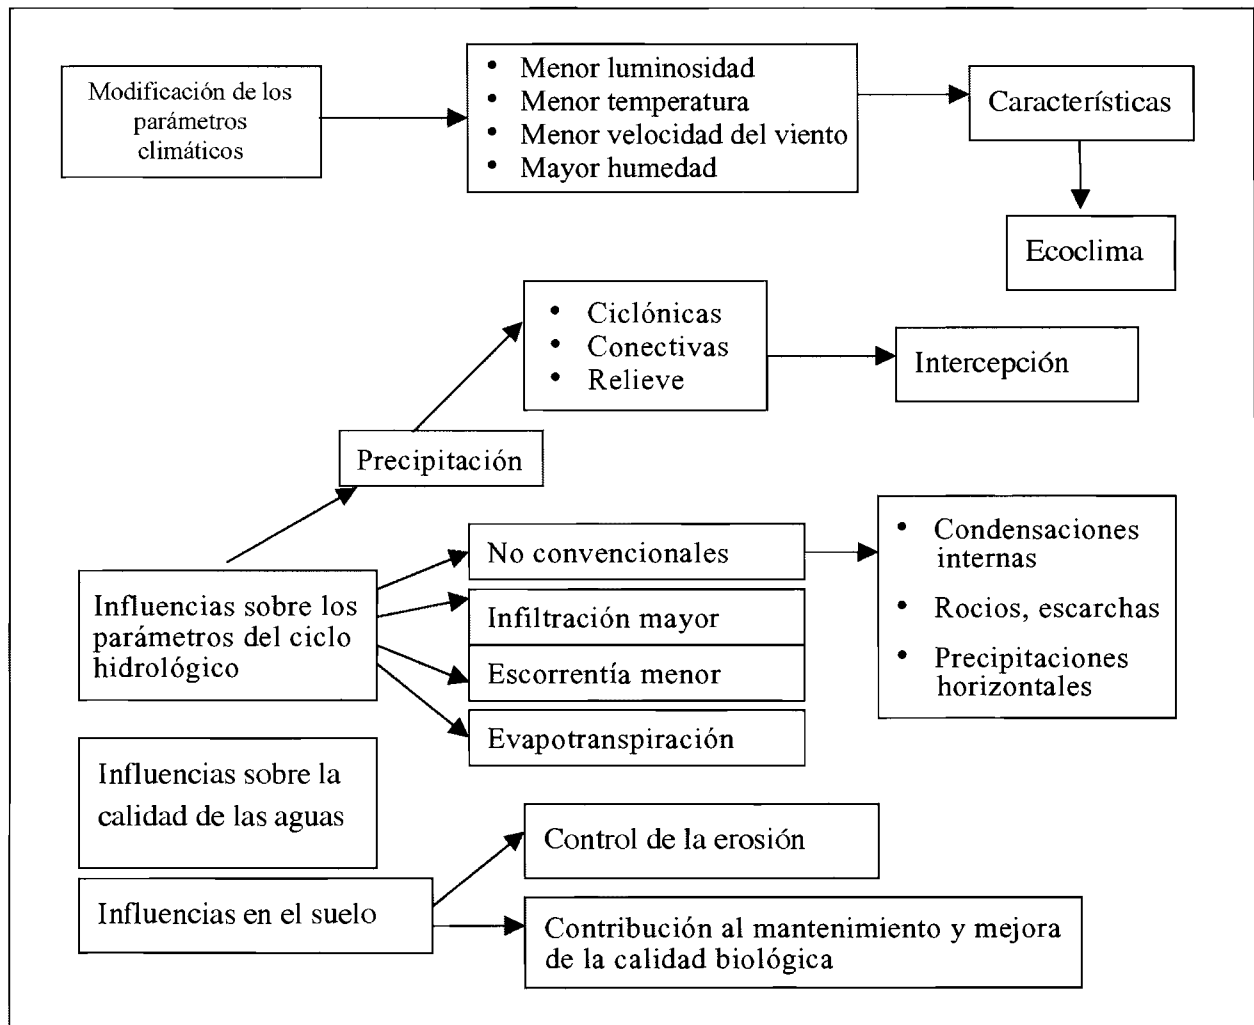 Modificación de los
parámetros
climáticos
• Menor luminosidad
• Menor temperatura
• Menor velocidad del viento
• Mayor humedad
Características
Ecoclima
• Ciclónicas
• Conectivas
• Relieve
Intercepción
Precipitación
Influencias sobre los
parámetros del ciclo
hidrológico
No convencionales
Infiltración mayor
Escorrentía menor
Evapotranspiración
• Condensaciones
internas
• Rocios, escarchas
• Precipitaciones
horizontales
Influencias sobre la
calidad de las aguas
Influencias en el suelo
Control de la erosión
Contribución al mantenimiento y mejora
de la calidad biológica